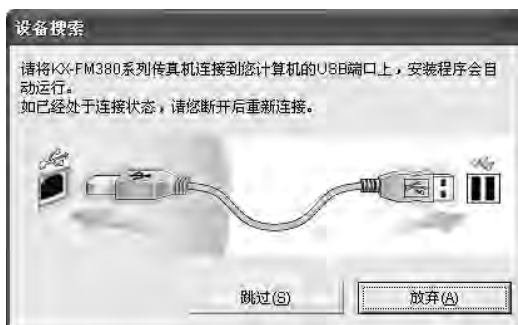 设备搜索
请将KX-FM380系列传真机连接到您计算机的USB端口上，安装程序会自
动运行。
如已经处于连接状态，请您断开后重新连接。
跳过(S)
放弃(A)